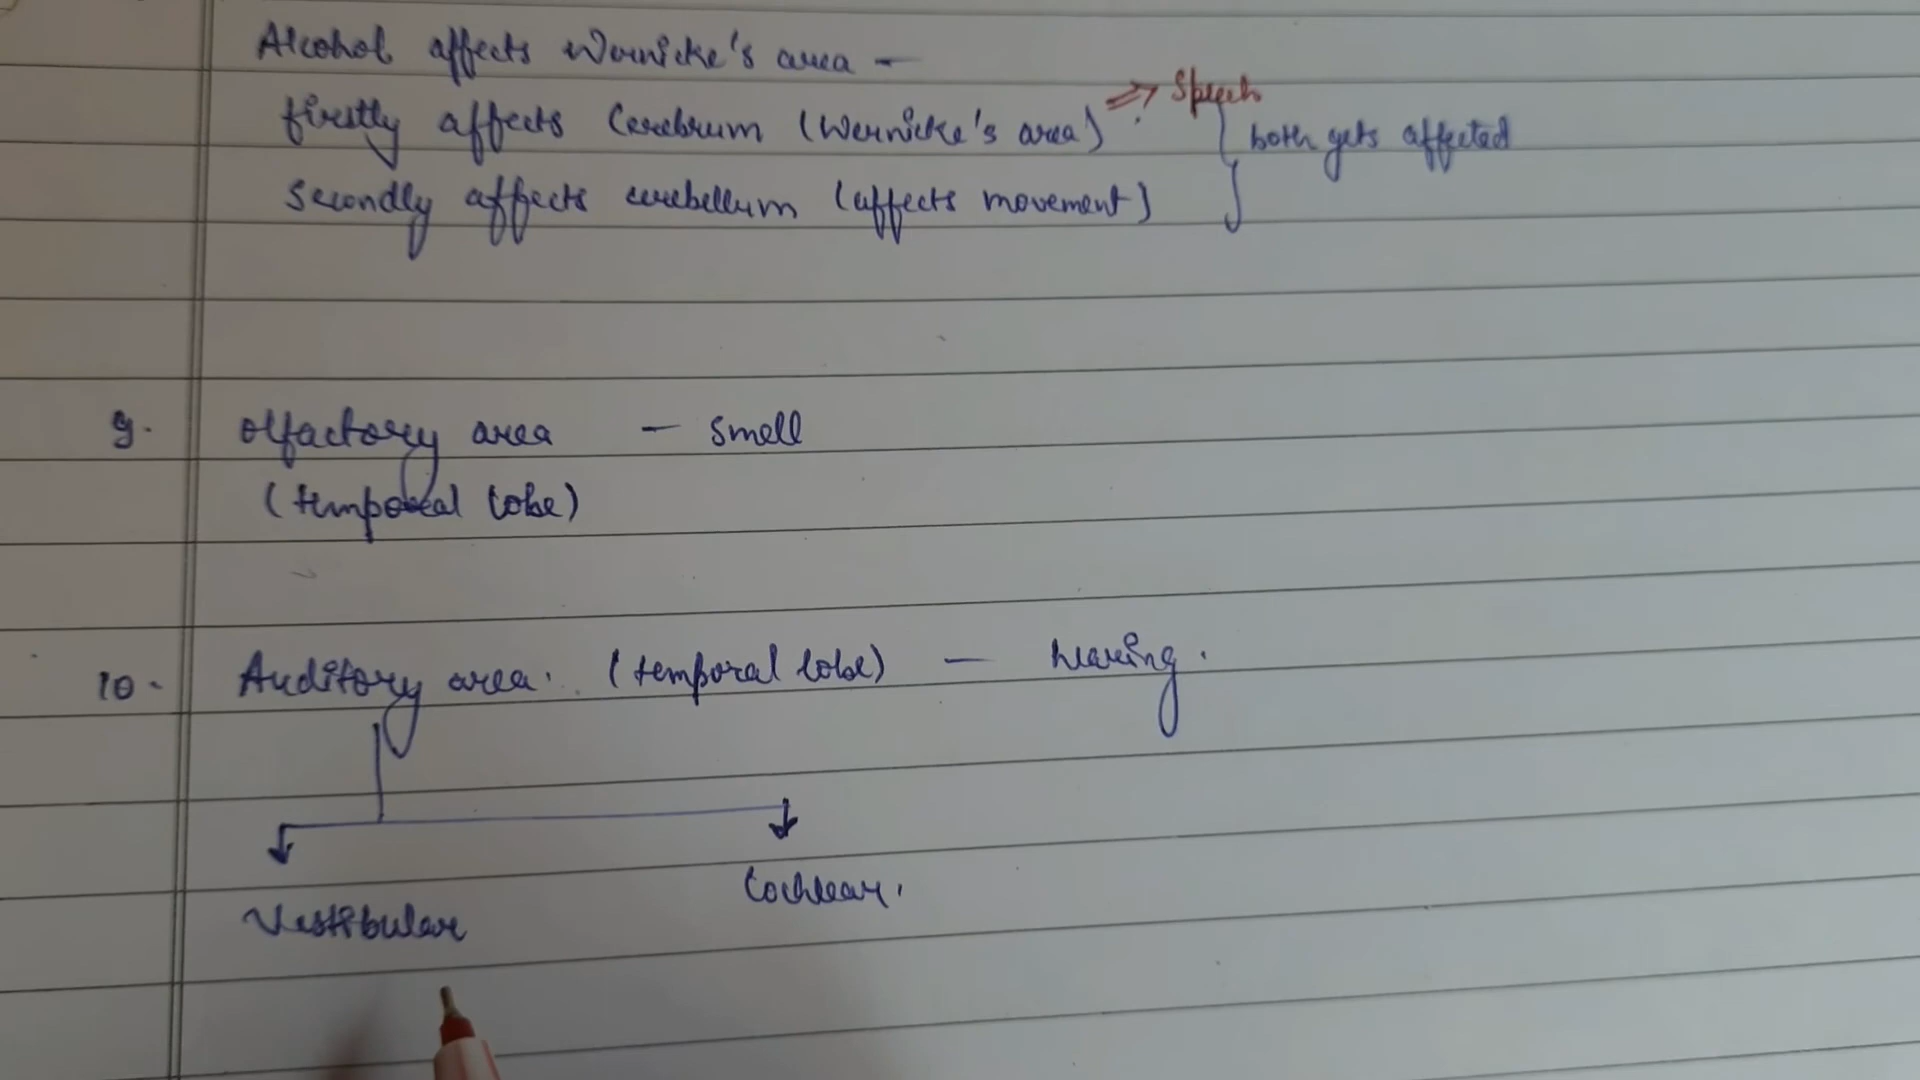 Alcohol affects Wernicke's area -
firstly affects Cerebrum (Wernicke's area) => Speech
both gets affected
Secondly affects cerebellum (affects movement)
9. Olfactory area - smell
(temporal lobe)
10. Auditory area. (temporal lobe) - hearing.
Vestibular
Cochlear.